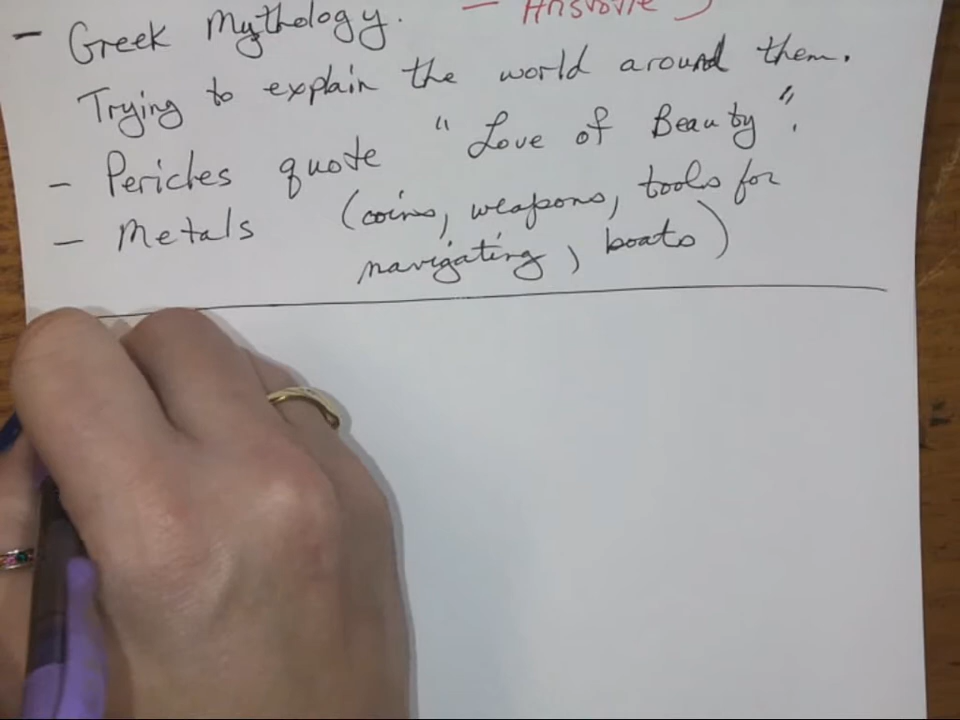 - Greek Mythology. - Aristotle )
Trying to explain the world around them.
- Pericles quote "Love of Beauty".
- Metals (coins, weapons, tools for
navigating, boats)